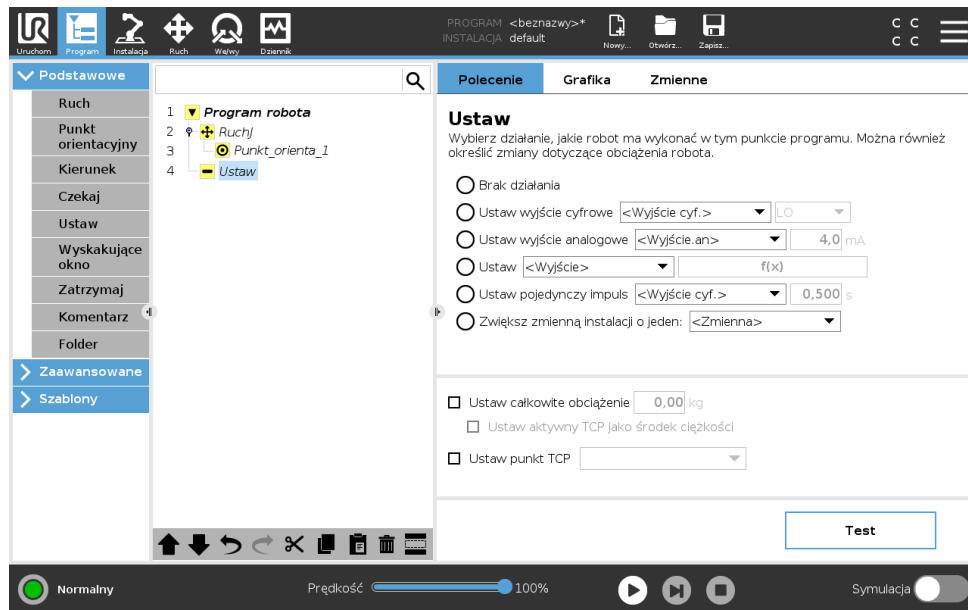 PROGRAM <beznazwy>*
INSTALACJA default
C C
C C
Uruchom
Program
Instalacja
Ruch
We/wy
Dziennik
Nowy...
Otwórz...
Zapisz...
Podstawowe
Ruch
Punkt
orientacyjny
Kierunek
Czekaj
Ustaw
Wyskakujące
okno
Zatrzymaj
Komentarz
Folder
Zaawansowane
Szablony
1 Program robota
2 RuchJ
3 Punkt_orienta_1
4 Ustaw
Polecenie Grafika Zmienne
Ustaw
Wybierz działanie, jakie robot ma wykonać w tym punkcie programu. Można również
określić zmiany dotyczące obciążenia robota.
Brak działania
Ustaw wyjście cyfrowe <Wyjście cyf.> LO
Ustaw wyjście analogowe <Wyjście.an> 4,0 mA
Ustaw <Wyjście> f(x)
Ustaw pojedynczy impuls <Wyjście cyf.> 0,500 s
Zwiększ zmienną instalacji o jeden: <Zmienna>
Ustaw całkowite obciążenie 0,00 kg
Ustaw aktywny TCP jako środek ciężkości
Ustaw punkt TCP
Test
Normalny
Prędkość 100%
Symulacja